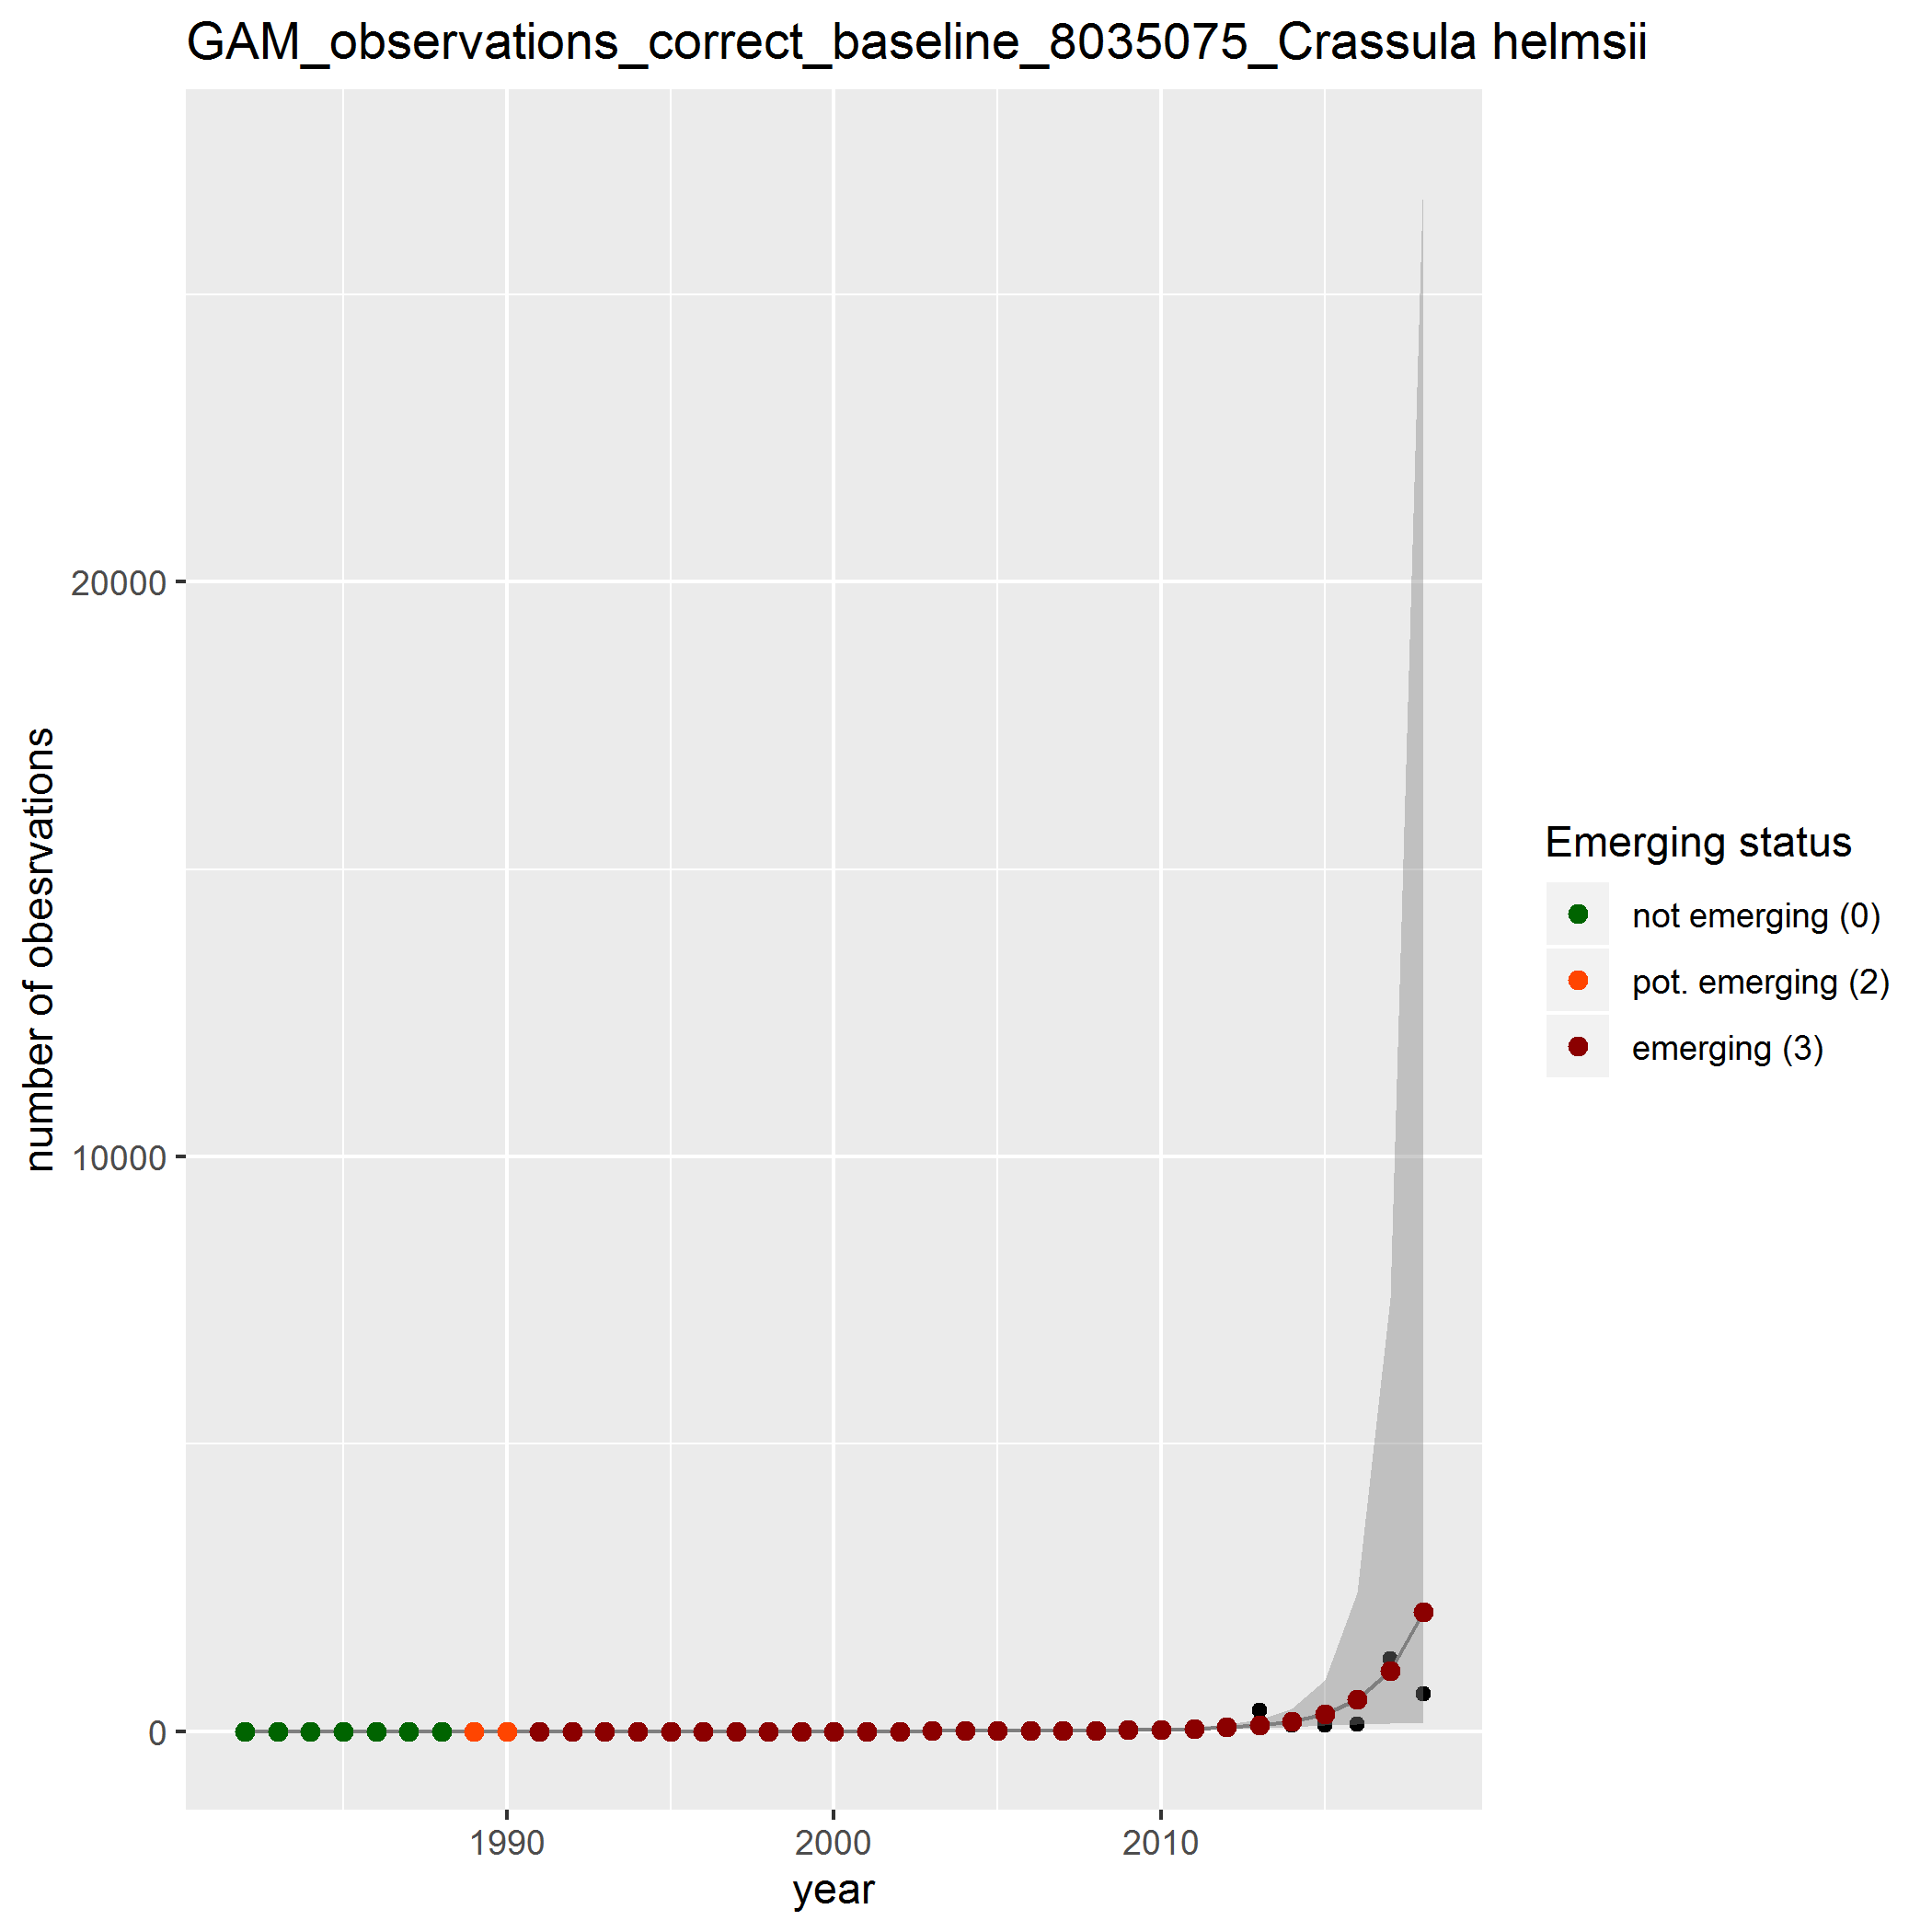 GAM_observations_correct_baseline_8035075_Crassula helmsii
number of obesrvations
20000
10000
0
1990
2000
2010
year
Emerging status
not emerging (0)
pot. emerging (2)
emerging (3)